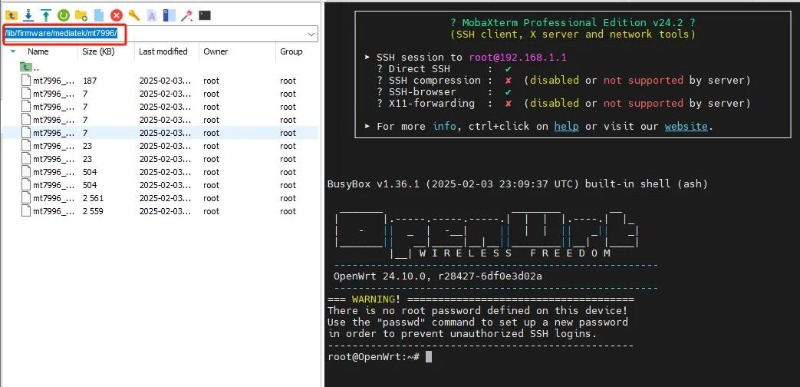 /lib/firmware/mediatek/mt7996/
Name Size (KB) Last modified Owner Group
..
mt7996_... 187 2025-02-03... root root
mt7996_... 7 2025-02-03... root root
mt7996_... 7 2025-02-03... root root
mt7996_... 7 2025-02-03... root root
mt7996_... 7 2025-02-03... root root
mt7996_... 23 2025-02-03... root root
mt7996_... 23 2025-02-03... root root
mt7996_... 504 2025-02-03... root root
mt7996_... 504 2025-02-03... root root
mt7996_... 2 561 2025-02-03... root root
mt7996_... 2 559 2025-02-03... root root
? MobaXterm Professional Edition v24.2 ?
(SSH client, X server and network tools)
➤ SSH session to root@192.168.1.1
? Direct SSH : ✔
? SSH compression : ✘ (disabled or not supported by server)
? SSH-browser : ✔
? X11-forwarding : ✘ (disabled or not supported by server)
➤ For more info, ctrl+click on help or visit our website.
BusyBox v1.36.1 (2025-02-03 23:09:37 UTC) built-in shell (ash)
OpenWrt
W I R E L E S S   F R E E D O M
OpenWrt 24.10.0, r28427-6df0e3d02a
=== WARNING! =====================================
There is no root password defined on this device!
Use the "passwd" command to set up a new password
in order to prevent unauthorized SSH logins.
root@OpenWrt:~#